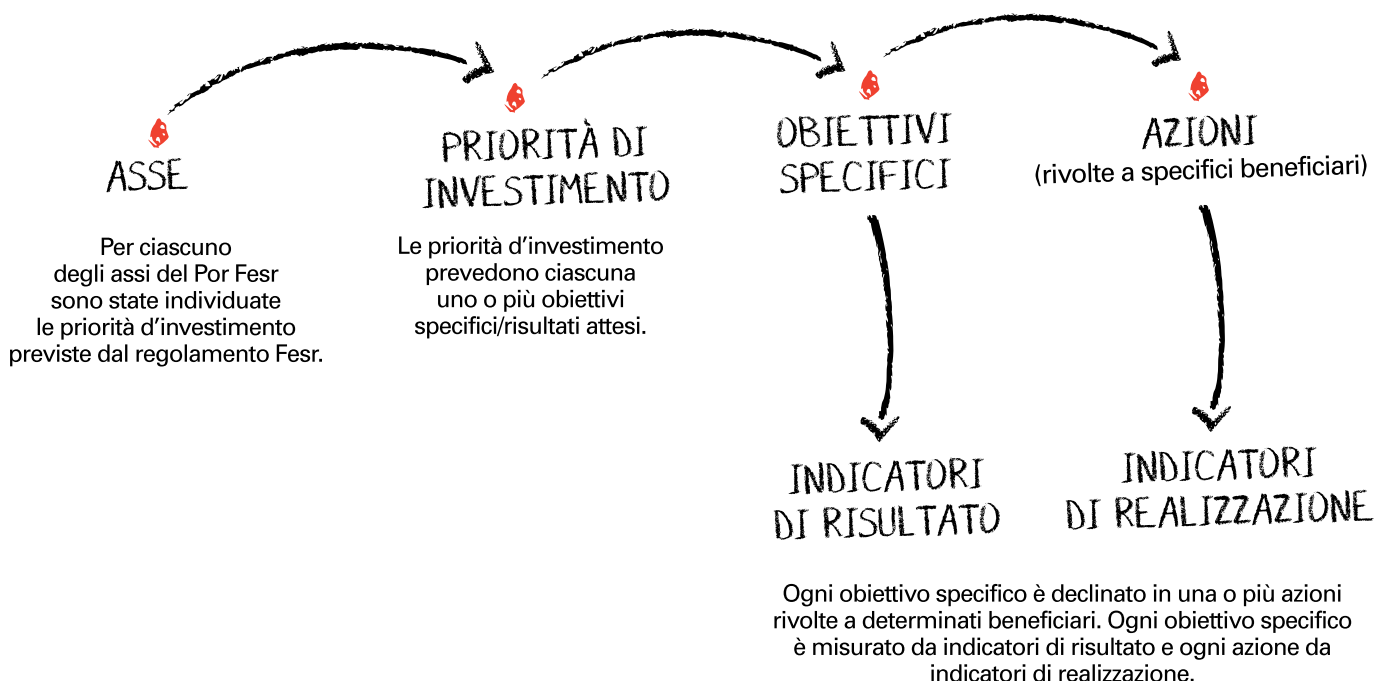 ASSE
Per ciascuno
degli assi del Por Fesr
sono state individuate
le priorità d’investimento
previste dal regolamento Fesr.
PRIORITÀ DI
INVESTIMENTO
Le priorità d’investimento
prevedono ciascuna
uno o più obiettivi
specifici/risultati attesi.
OBIETTIVI
SPECIFICI
AZIONI
(rivolte a specifici beneficiari)
INDICATORI
DI RISULTATO
INDICATORI
DI REALIZZAZIONE
Ogni obiettivo specifico è declinato in una o più azioni
rivolte a determinati beneficiari. Ogni obiettivo specifico
è misurato da indicatori di risultato e ogni azione da
indicatori di realizzazione.